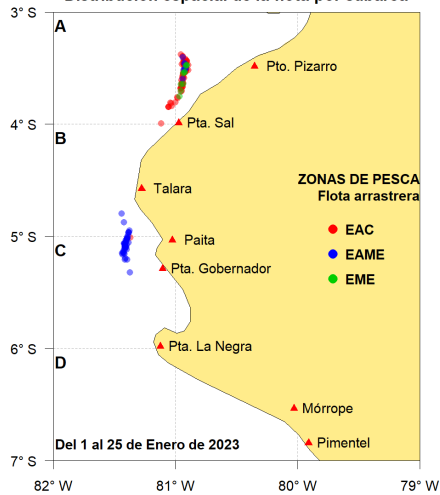 Distribución espacial de la flota por subárea
3° S
A
Pto. Pizarro
4° S
Pta. Sal
B
ZONAS DE PESCA
Flota arrastrera
Talara
EAC
5° S
C
Paita
EAME
Pta. Gobernador
EME
6° S
Pta. La Negra
D
Mórrope
Del 1 al 25 de Enero de 2023
Pimentel
7° S
82° W
81° W
80° W
79° W